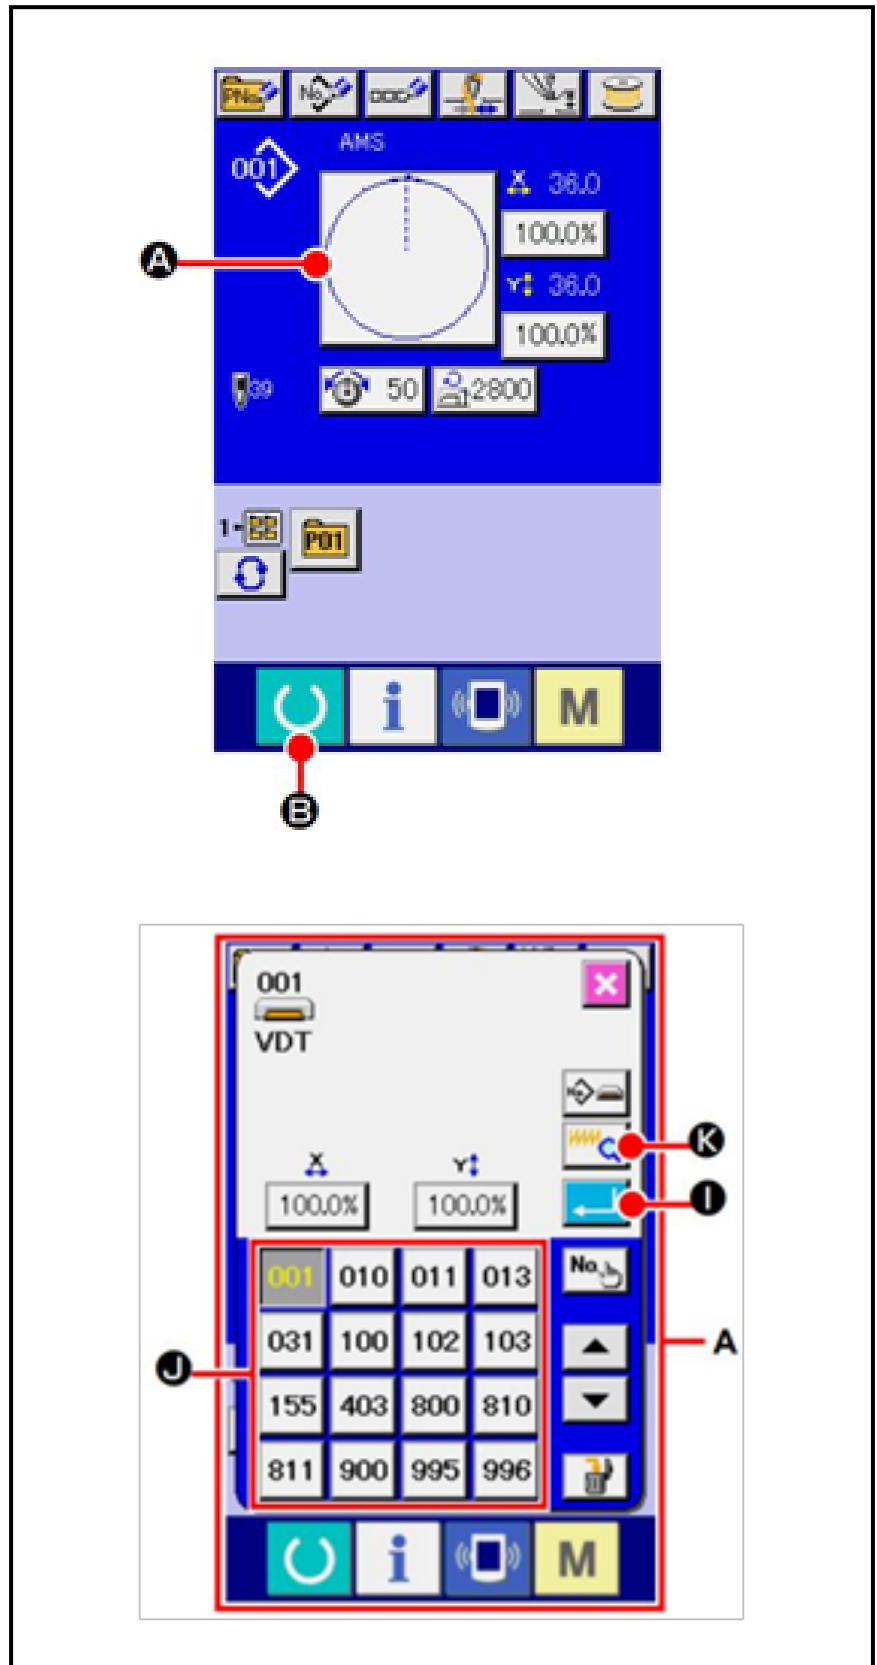 PNo. No.
AMS
001
X 36.0
100.0%
A
Y 36.0
100.0%
39 50 2800
1-
P01
i M
B
001
VDT
No.
K
X Y
100.0% 100.0%
I
001 010 011 013 No.
031 100 102 103 A
J
155 403 800 810
811 900 995 996
i M